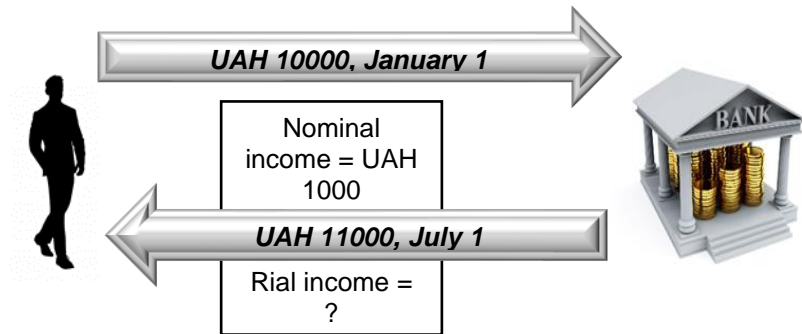 UAH 10000, January 1
BANK
Nominal
income = UAH
1000
UAH 11000, July 1
Rial income =
?